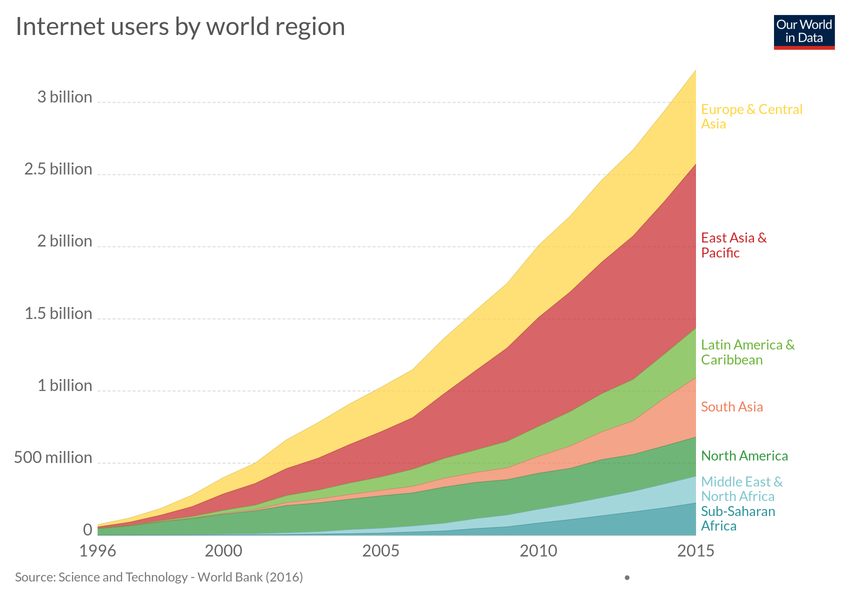 Internet users by world region
Our World
in Data
3 billion
2.5 billion
2 billion
1.5 billion
1 billion
500 million
0
Europe & Central
Asia
East Asia &
Pacific
Latin America &
Caribbean
South Asia
North America
Middle East &
North Africa
Sub-Saharan
Africa
1996
2000
2005
2010
2015
Source: Science and Technology - World Bank (2016)